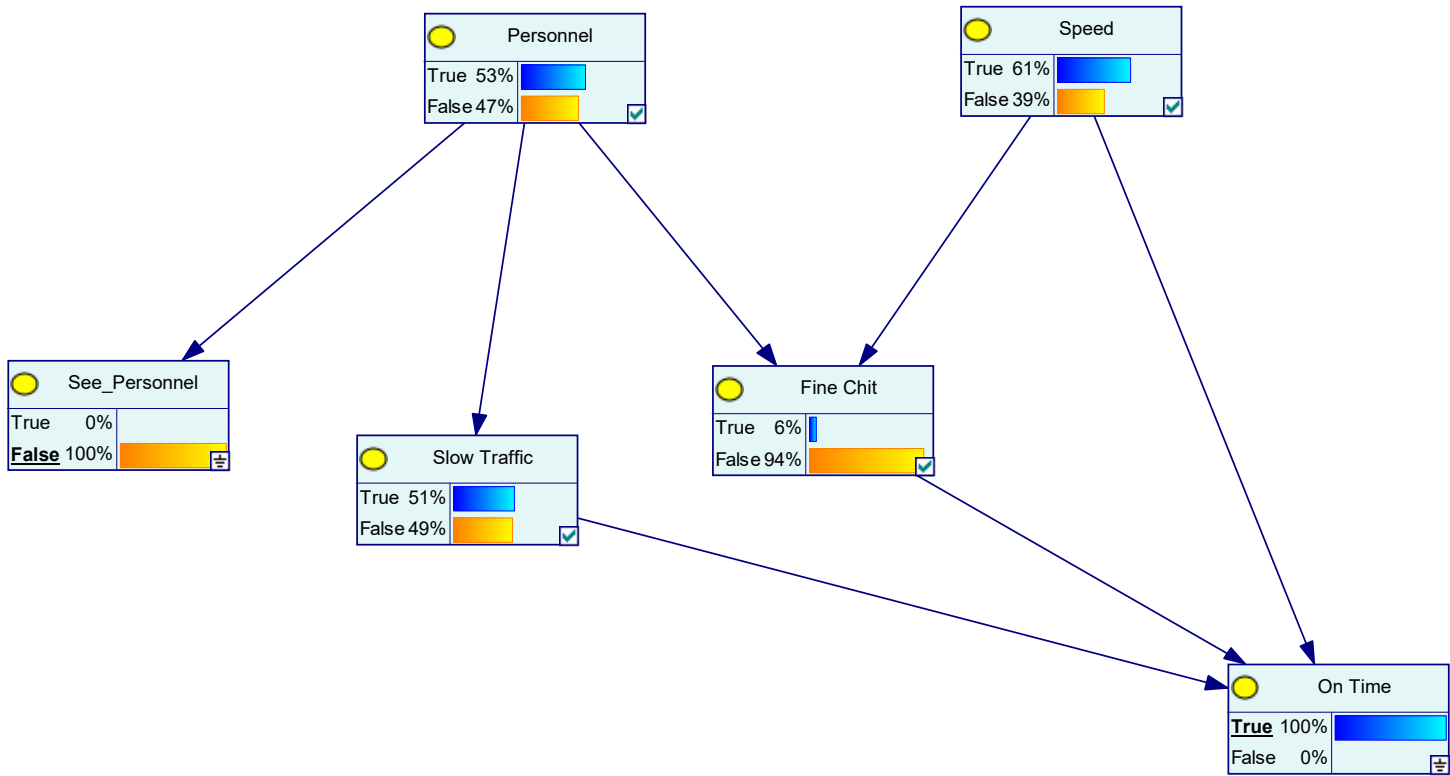 Personnel
True 53%
False 47%
Speed
True 61%
False 39%
See_Personnel
True 0%
False 100%
Fine Chit
True 6%
False 94%
Slow Traffic
True 51%
False 49%
On Time
True 100%
False 0%